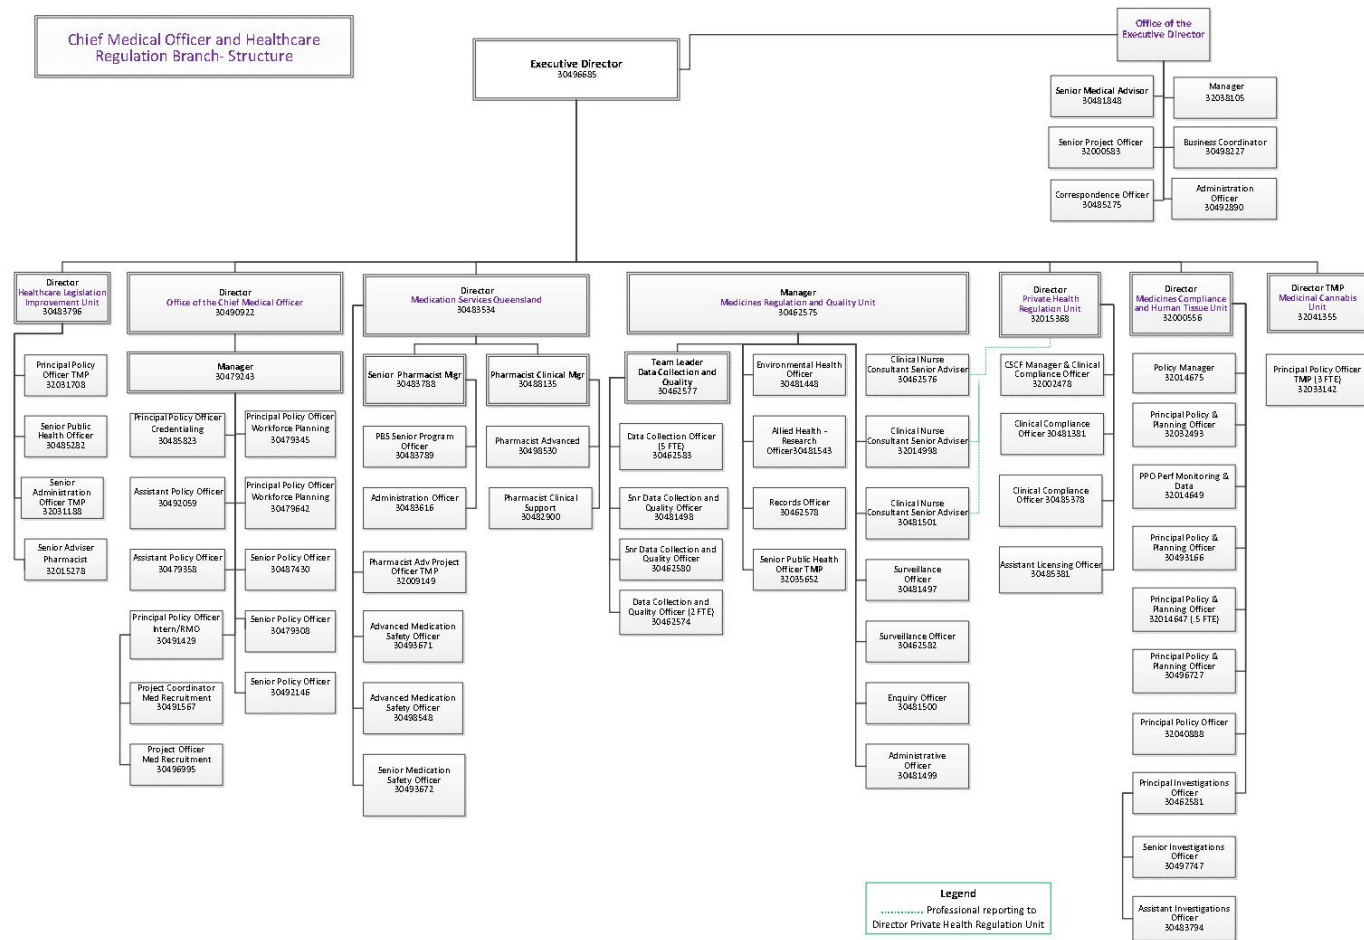 Chief Medical Officer and Healthcare
Regulation Branch- Structure
Executive Director
30496685
Office of the
Executive Director
Senior Medical Advisor
30481848
Manager
32038105
Senior Project Officer
32000583
Business Coordinator
30498227
Correspondence Officer
30485275
Administration
Officer
30492890
Director
Healthcare Legislation
Improvement Unit
30483796
Principal Policy
Officer TMP
32031708
Senior Public
Health Officer
30485282
Senior
Administration
Officer TMP
32031188
Senior Adviser
Pharmacist
32015278
Director
Office of the Chief Medical Officer
30490922
Manager
30479243
Principal Policy Officer
Credentialing
30485823
Principal Policy Officer
Workforce Planning
30479345
Assistant Policy Officer
30492059
Principal Policy Officer
Workforce Planning
30479642
Assistant Policy Officer
30479358
Senior Policy Officer
30487430
Principal Policy Officer
Intern/RMO
30491429
Senior Policy Officer
30479308
Project Coordinator
Med Recruitment
30491567
Senior Policy Officer
30492146
Project Officer
Med Recruitment
30496995
Director
Medication Services Queensland
30483534
Senior Pharmacist Mgr
30483788
Pharmacist Clinical Mgr
30488135
PBS Senior Program
Officer
30483789
Pharmacist Advanced
30498530
Administration Officer
30483616
Pharmacist Clinical
Support
30482900
Pharmacist Adv Project
Officer TMP
32009149
Advanced Medication
Safety Officer
30493671
Advanced Medication
Safety Officer
30498548
Senior Medication
Safety Officer
30493672
Manager
Medicines Regulation and Quality Unit
30462575
Team Leader
Data Collection and
Quality
30462577
Data Collection Officer
(5 FTE)
30462583
Snr Data Collection and
Quality Officer
30481498
Snr Data Collection and
Quality Officer
30462580
Data Collection and
Quality Officer (2 FTE)
30462574
Environmental Health
Officer
30481448
Allied Health -
Research
Officer30481543
Records Officer
30462578
Senior Public Health
Officer TMP
32035652
Clinical Nurse
Consultant Senior Adviser
30462576
Clinical Nurse
Consultant Senior Adviser
32014998
Clinical Nurse
Consultant Senior Adviser
30481501
Surveillance
Officer
30481497
Surveillance Officer
30462582
Enquiry Officer
30481500
Administrative
Officer
30481499
Director
Private Health
Regulation Unit
32015368
CSCF Manager & Clinical
Compliance Officer
32002478
Clinical Compliance
Officer 30481381
Clinical Compliance
Officer 30485378
Assistant Licensing Officer
30485381
Director
Medicines Compliance
and Human Tissue Unit
32000556
Policy Manager
32014675
Principal Policy &
Planning Officer
32032493
PPO Perf Monitoring &
Data
32014649
Principal Policy &
Planning Officer
30493166
Principal Policy &
Planning Officer
32014647 (.5 FTE)
Principal Policy &
Planning Officer
30496727
Principal Policy Officer
32040888
Principal Investigations
Officer
30462581
Senior Investigations
Officer
30497747
Assistant Investigations
Officer
30483794
Director TMP
Medicinal Cannabis
Unit
32041355
Principal Policy Officer
TMP (3 FTE)
32033142
Legend
Professional reporting to
Director Private Health Regulation Unit